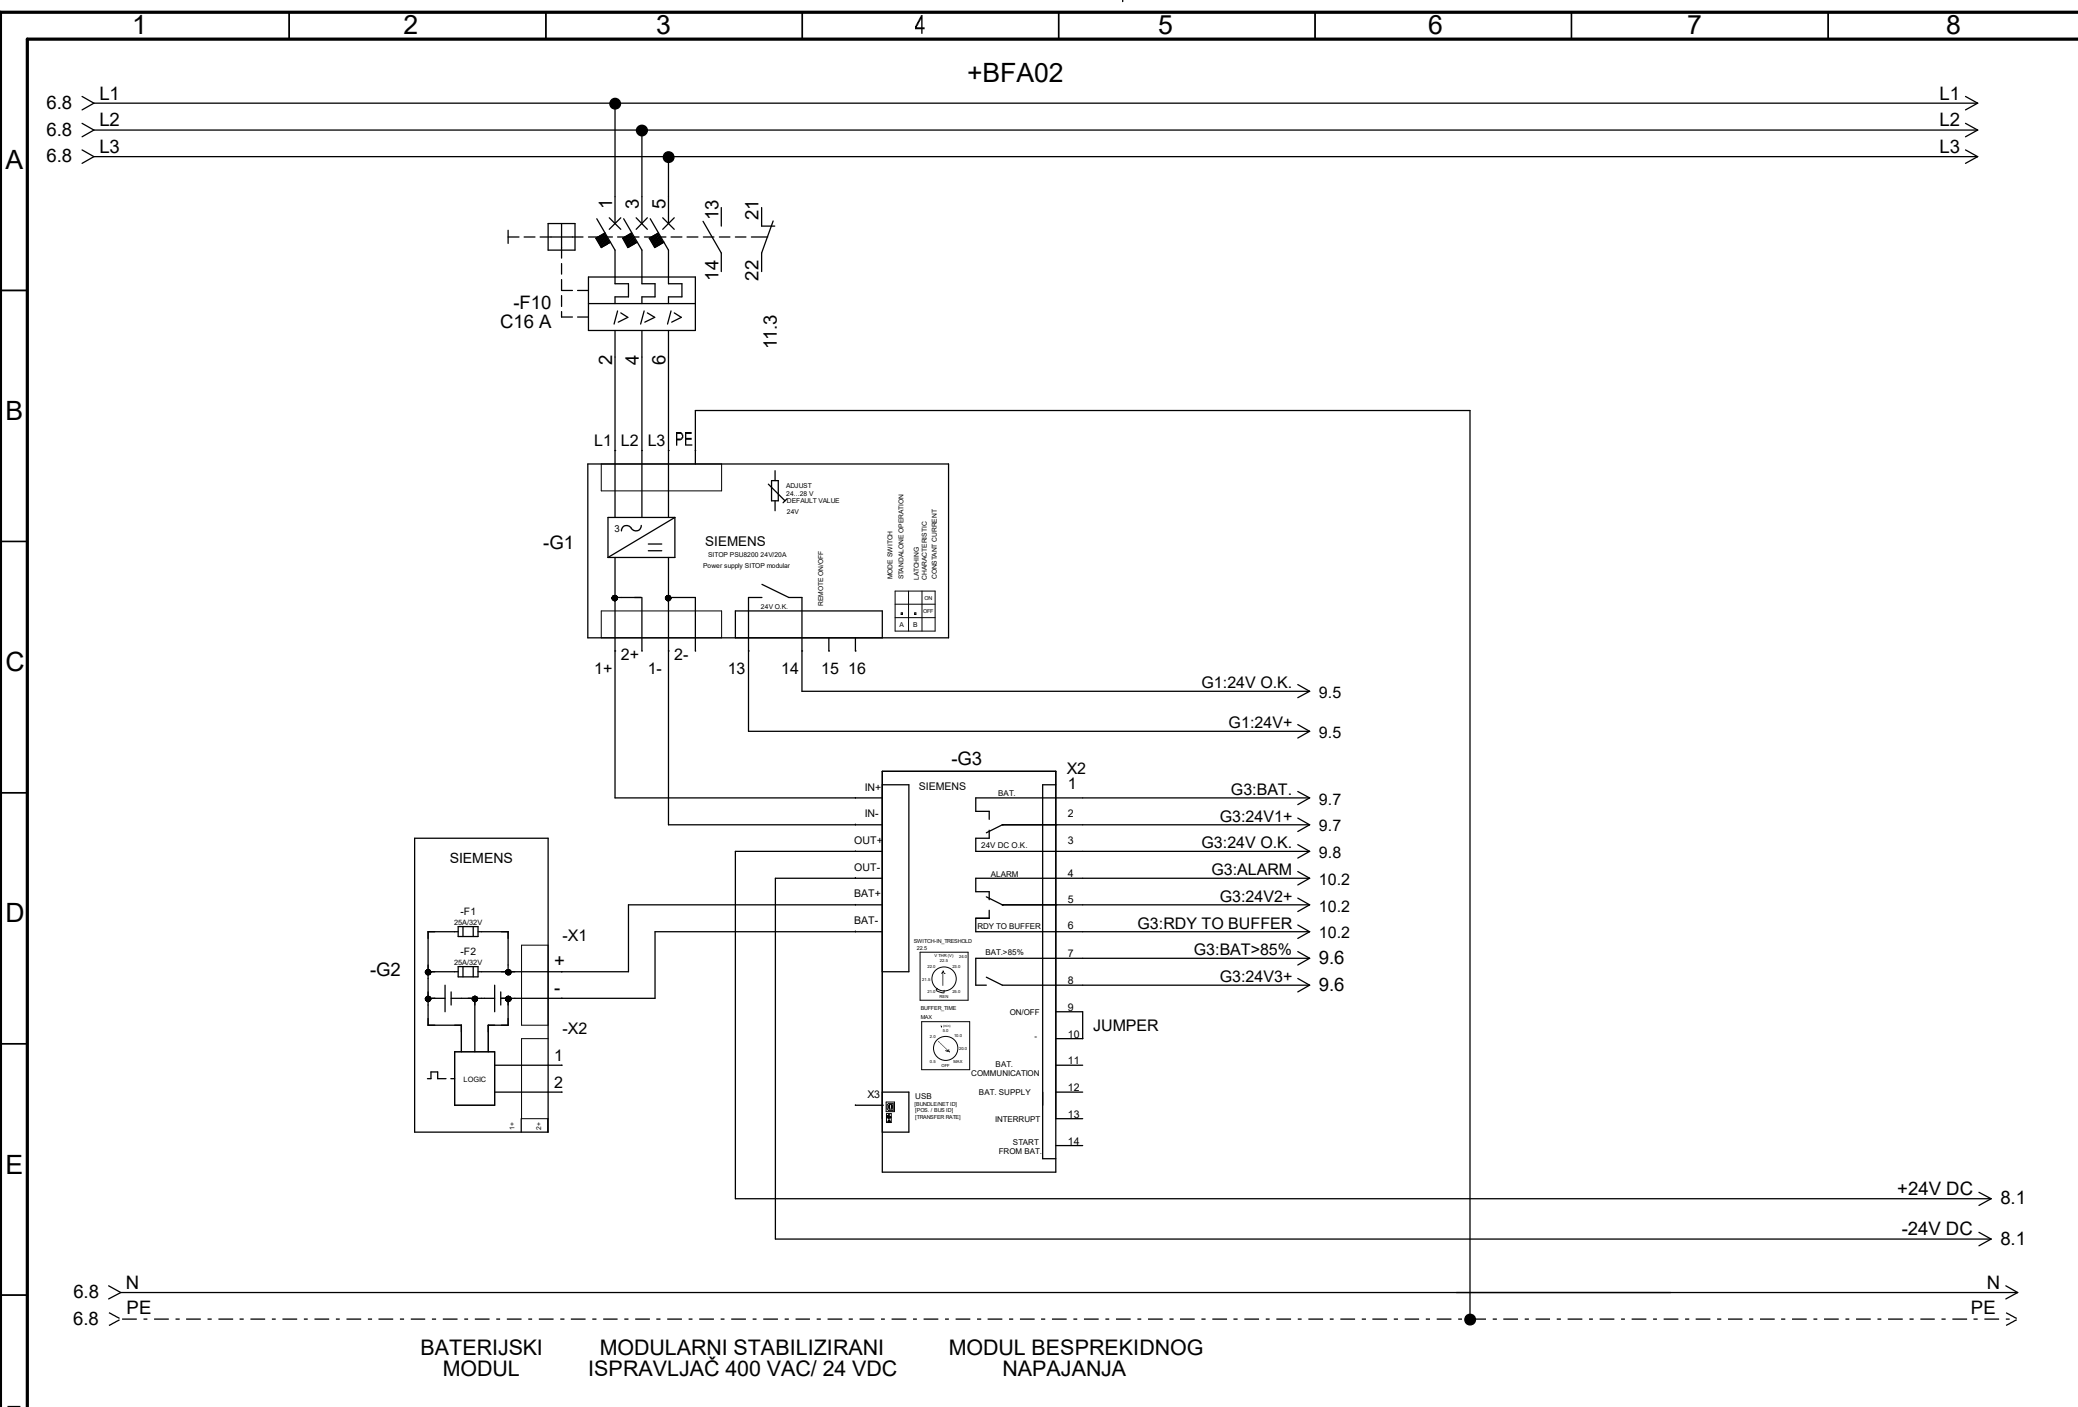 1 2 3 4 5 6 7 8
+BFA02
6.8 L1 L1
6.8 L2 L2
6.8 L3 L3
A
1 3 5 13 21
14 22
-F10
C16 A
I> I> I>
11.3
2 4 6
B
L1 L2 L3 PE
ADJUST
24...28 V
DEFAULT VALUE
24V
-G1
3
SIEMENS
SITOP PSU8200 24V/20A
Power supply SITOP modular
REMOTE ON/OFF
MODE SWITCH
STANDALONE OPERATION
LATCHING
CHARACTERISTIC
CONSTANT CURRENT
ON
OFF
A B
24V O.K.
C
1+ 2+ 1- 2- 13 14 15 16
G1:24V O.K. 9.5
G1:24V+ 9.5
-G3
SIEMENS
X2
IN+ BAT. 1 G3:BAT. 9.7
IN- 2 G3:24V1+ 9.7
OUT+ 24V DC O.K. 3 G3:24V O.K. 9.8
OUT- ALARM 4 G3:ALARM 10.2
BAT+ 5 G3:24V2+ 10.2
BAT- RDY TO BUFFER 6 G3:RDY TO BUFFER 10.2
BAT.>85% 7 G3:BAT>85% 9.6
8 G3:24V3+ 9.6
SWITCH-IN_TRESHOLD
22.5
BUFFER_TIME
MAX
ON/OFF 9
- 10
JUMPER
BAT.
COMMUNICATION 11
BAT. SUPPLY 12
INTERRUPT 13
START
FROM BAT. 14
X3
USB
[BUNDLE/NET ID]
[POS. / BUS ID]
[TRANSFER RATE]
D
SIEMENS
-F1
25A/32V
-F2
25A/32V
-G2
-X1
+
-
-X2
1
2
LOGIC
1+ 2+
E
+24V DC 8.1
-24V DC 8.1
6.8 N N
6.8 PE PE
BATERIJSKI
MODUL
MODULARNI STABILIZIRANI
ISPRAVLJAČ 400 VAC/ 24 VDC
MODUL BESPREKIDNOG
NAPAJANJA